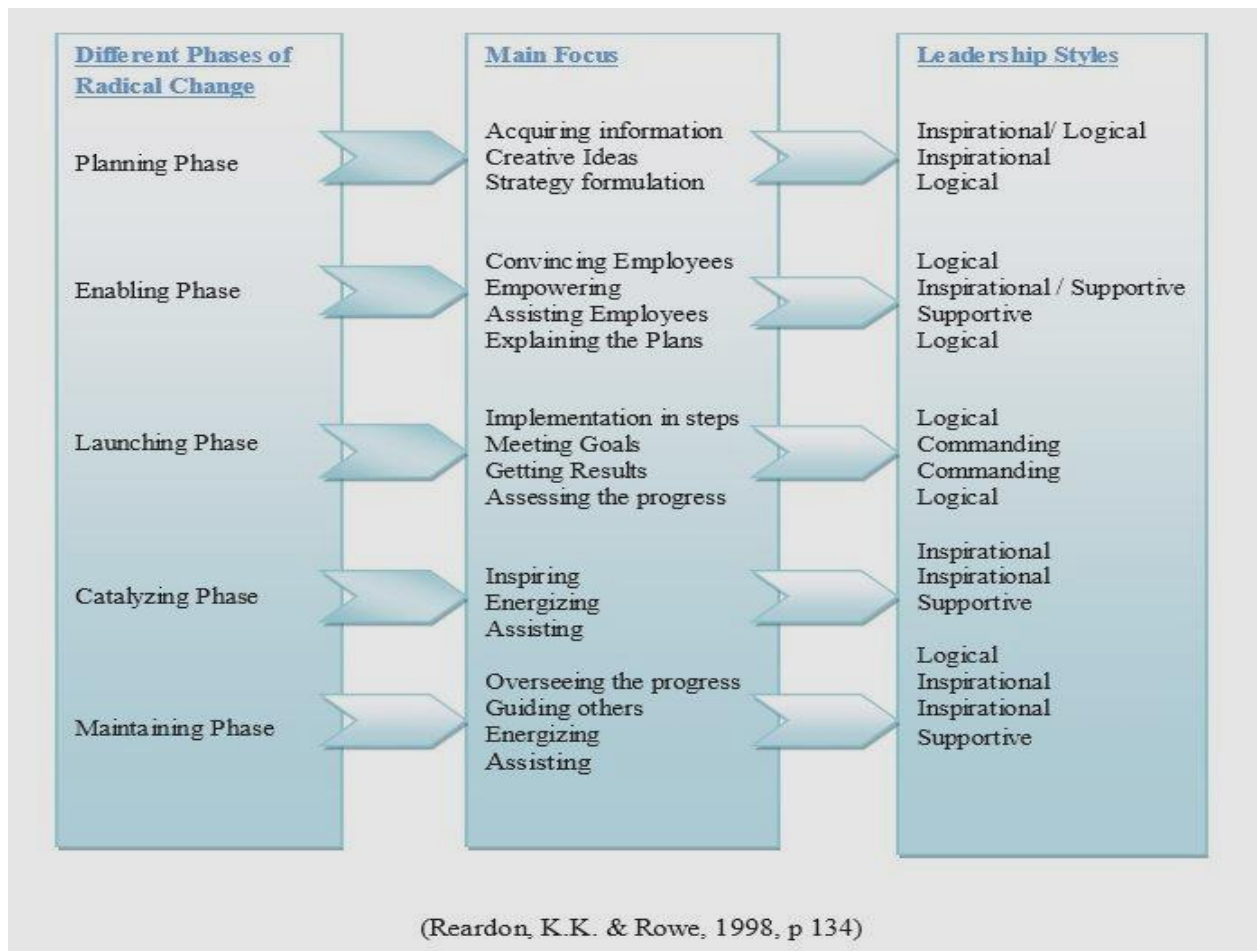 Different Phases of
Radical Change
Planning Phase
Enabling Phase
Launching Phase
Catalyzing Phase
Maintaining Phase
Main Focus
Acquiring information
Creative Ideas
Strategy formulation
Convincing Employees
Empowering
Assisting Employees
Explaining the Plans
Implementation in steps
Meeting Goals
Getting Results
Assessing the progress
Inspiring
Energizing
Assisting
Overseeing the progress
Guiding others
Energizing
Assisting
Leadership Styles
Inspirational/ Logical
Inspirational
Logical
Logical
Inspirational / Supportive
Supportive
Logical
Logical
Commanding
Commanding
Logical
Inspirational
Inspirational
Supportive
Logical
Inspirational
Inspirational
Supportive
(Reardon, K.K. & Rowe, 1998, p 134)